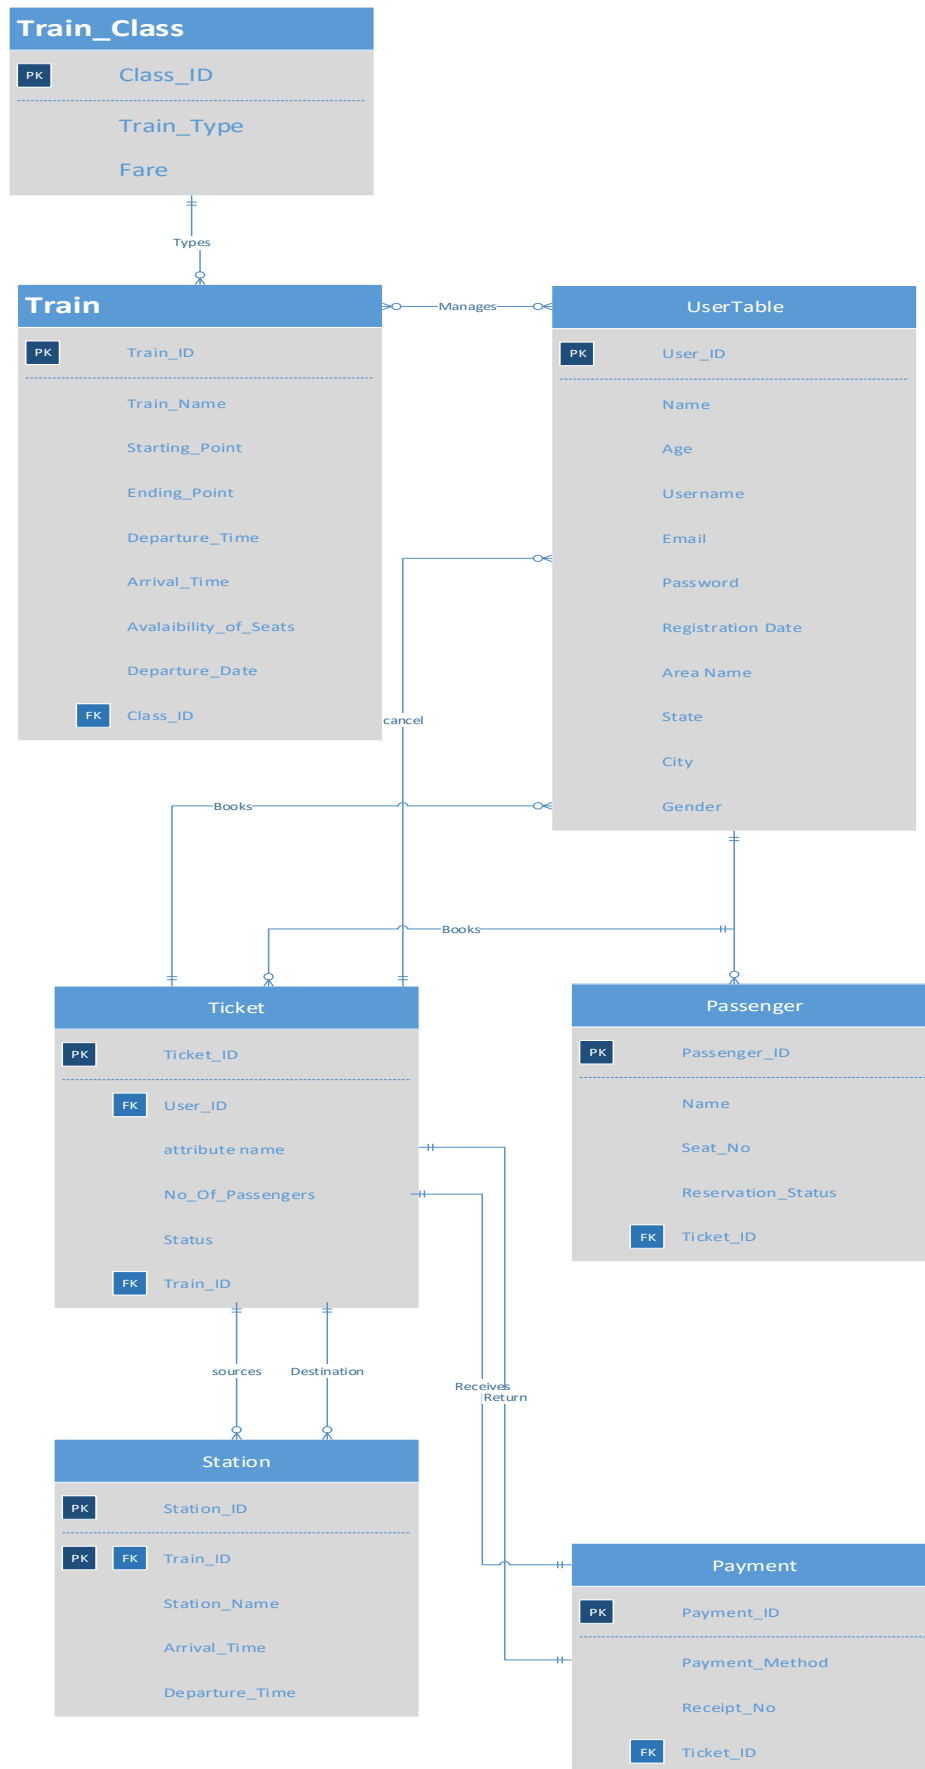 Train_Class
PK Class_ID
Train_Type
Fare
Types
Train
PK Train_ID
Train_Name
Starting_Point
Ending_Point
Departure_Time
Arrival_Time
Avalaibility_of_Seats
Departure_Date
FK Class_ID
Manages
UserTable
PK User_ID
Name
Age
Username
Email
Password
Registration Date
Area Name
State
City
Gender
cancel
Books
Books
Ticket
PK Ticket_ID
FK User_ID
attribute name
No_Of_Passengers
Status
FK Train_ID
Passenger
PK Passenger_ID
Name
Seat_No
Reservation_Status
FK Ticket_ID
sources
Destination
Receives
Return
Station
PK Station_ID
PK FK Train_ID
Station_Name
Arrival_Time
Departure_Time
Payment
PK Payment_ID
Payment_Method
Receipt_No
FK Ticket_ID